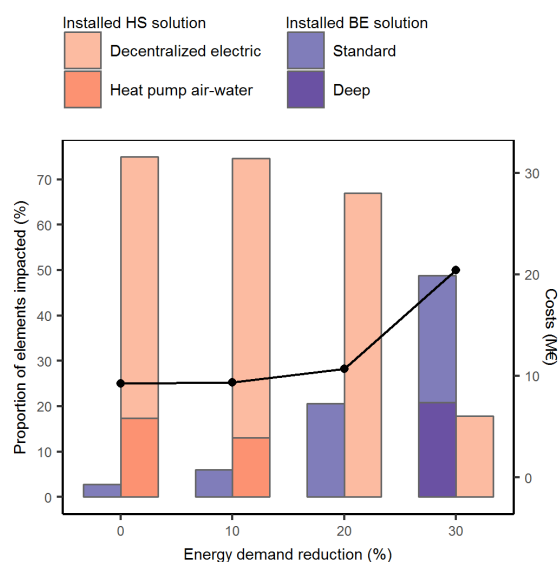 Installed HS solution
Installed BE solution
Decentralized electric
Standard
Heat pump air-water
Deep
Proportion of elements impacted (%)
70
60
50
40
30
20
10
0
30
20
10
0
Costs (M€)
0
10
20
30
Energy demand reduction (%)